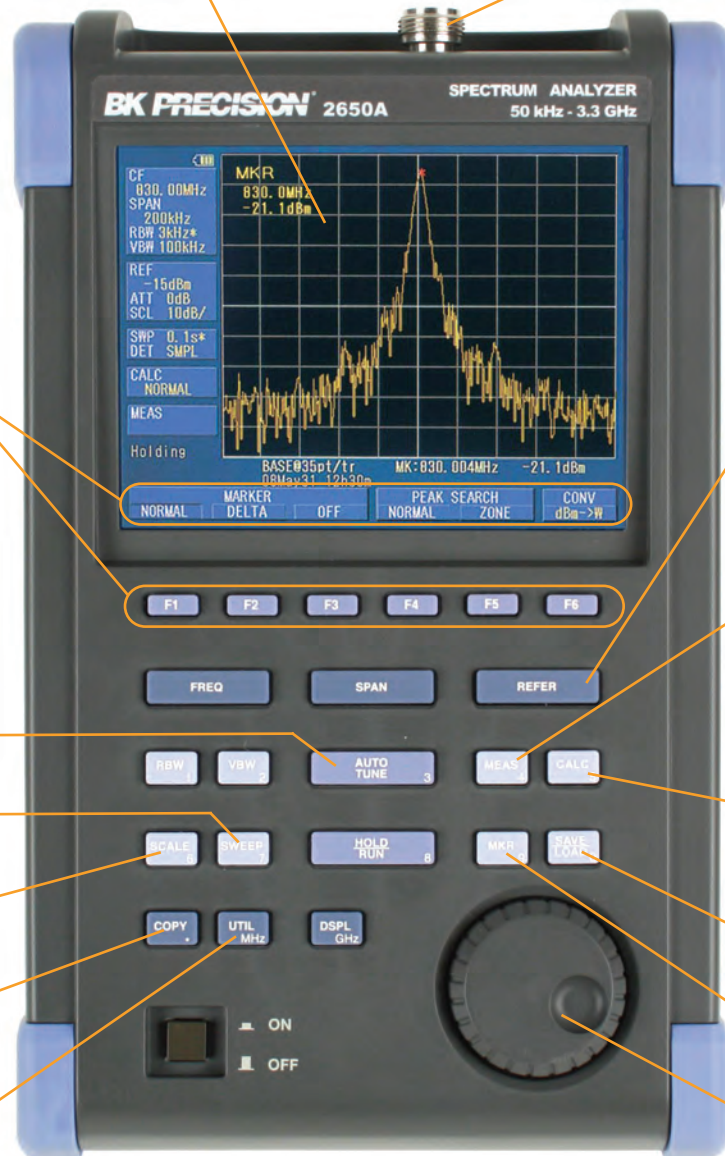 BK PRECISION 2650A
SPECTRUM ANALYZER
50 kHz - 3.3 GHz
CF
830.00MHz
SPAN
200kHz
RBW 3kHz*
VBW 100kHz
REF
-15dBm
ATT 0dB
SCL 10dB/
SWP 0.1s*
DET SMPL
CALC
NORMAL
MEAS
Holding
MKR
830.0MHz
-21.1dBm
BASE@35pt/tr MK:830.004MHz -21.1dBm
08May31 12h30m
MARKER PEAK SEARCH CONV
NORMAL DELTA OFF NORMAL ZONE dBm->W
F1 F2 F3 F4 F5 F6
FREQ SPAN REFER
RBW 1 VBW 2 AUTO TUNE 3 MEAS 4 CALC
SCALE 6 SWEEP 7 HOLD RUN 8 MKR 9 SAVE LOAD
COPY . UTIL MHz DSPL GHz
ON
OFF